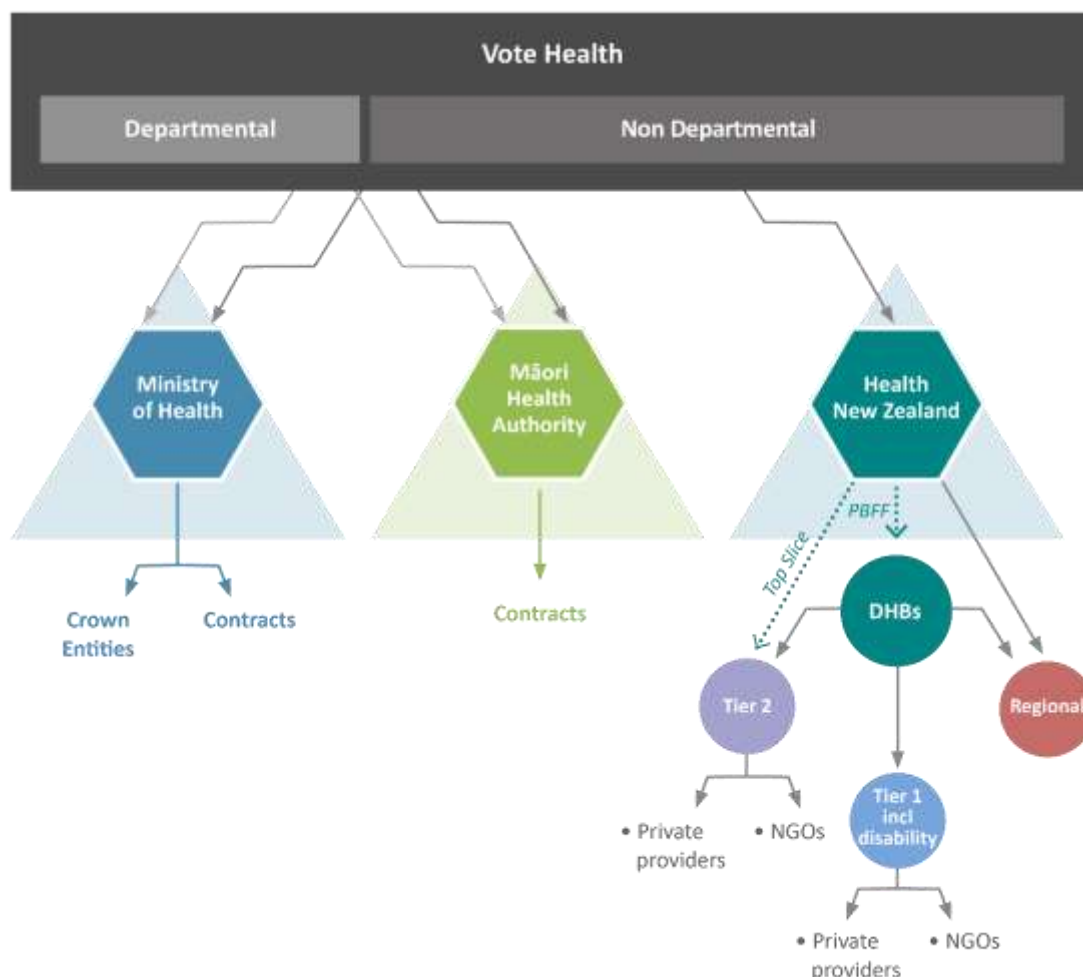 Vote Health
Departmental
Non Departmental
Ministry
of Health
Māori
Health
Authority
Health
New Zealand
PBFF
Top Slice
Crown
Entities
Contracts
Contracts
DHBs
Tier 2
Regional
• Private
providers
• NGOs
Tier 1
incl
disability
• Private
providers
• NGOs